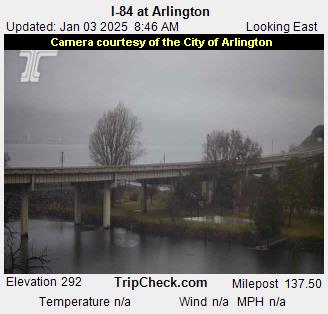 I-84 at Arlington
Updated: Jan 03 2025 8:46 AM Looking East
Camera courtesy of the City of Arlington
Elevation 292 TripCheck.com Milepost 137.50
Temperature n/a Wind n/a MPH n/a